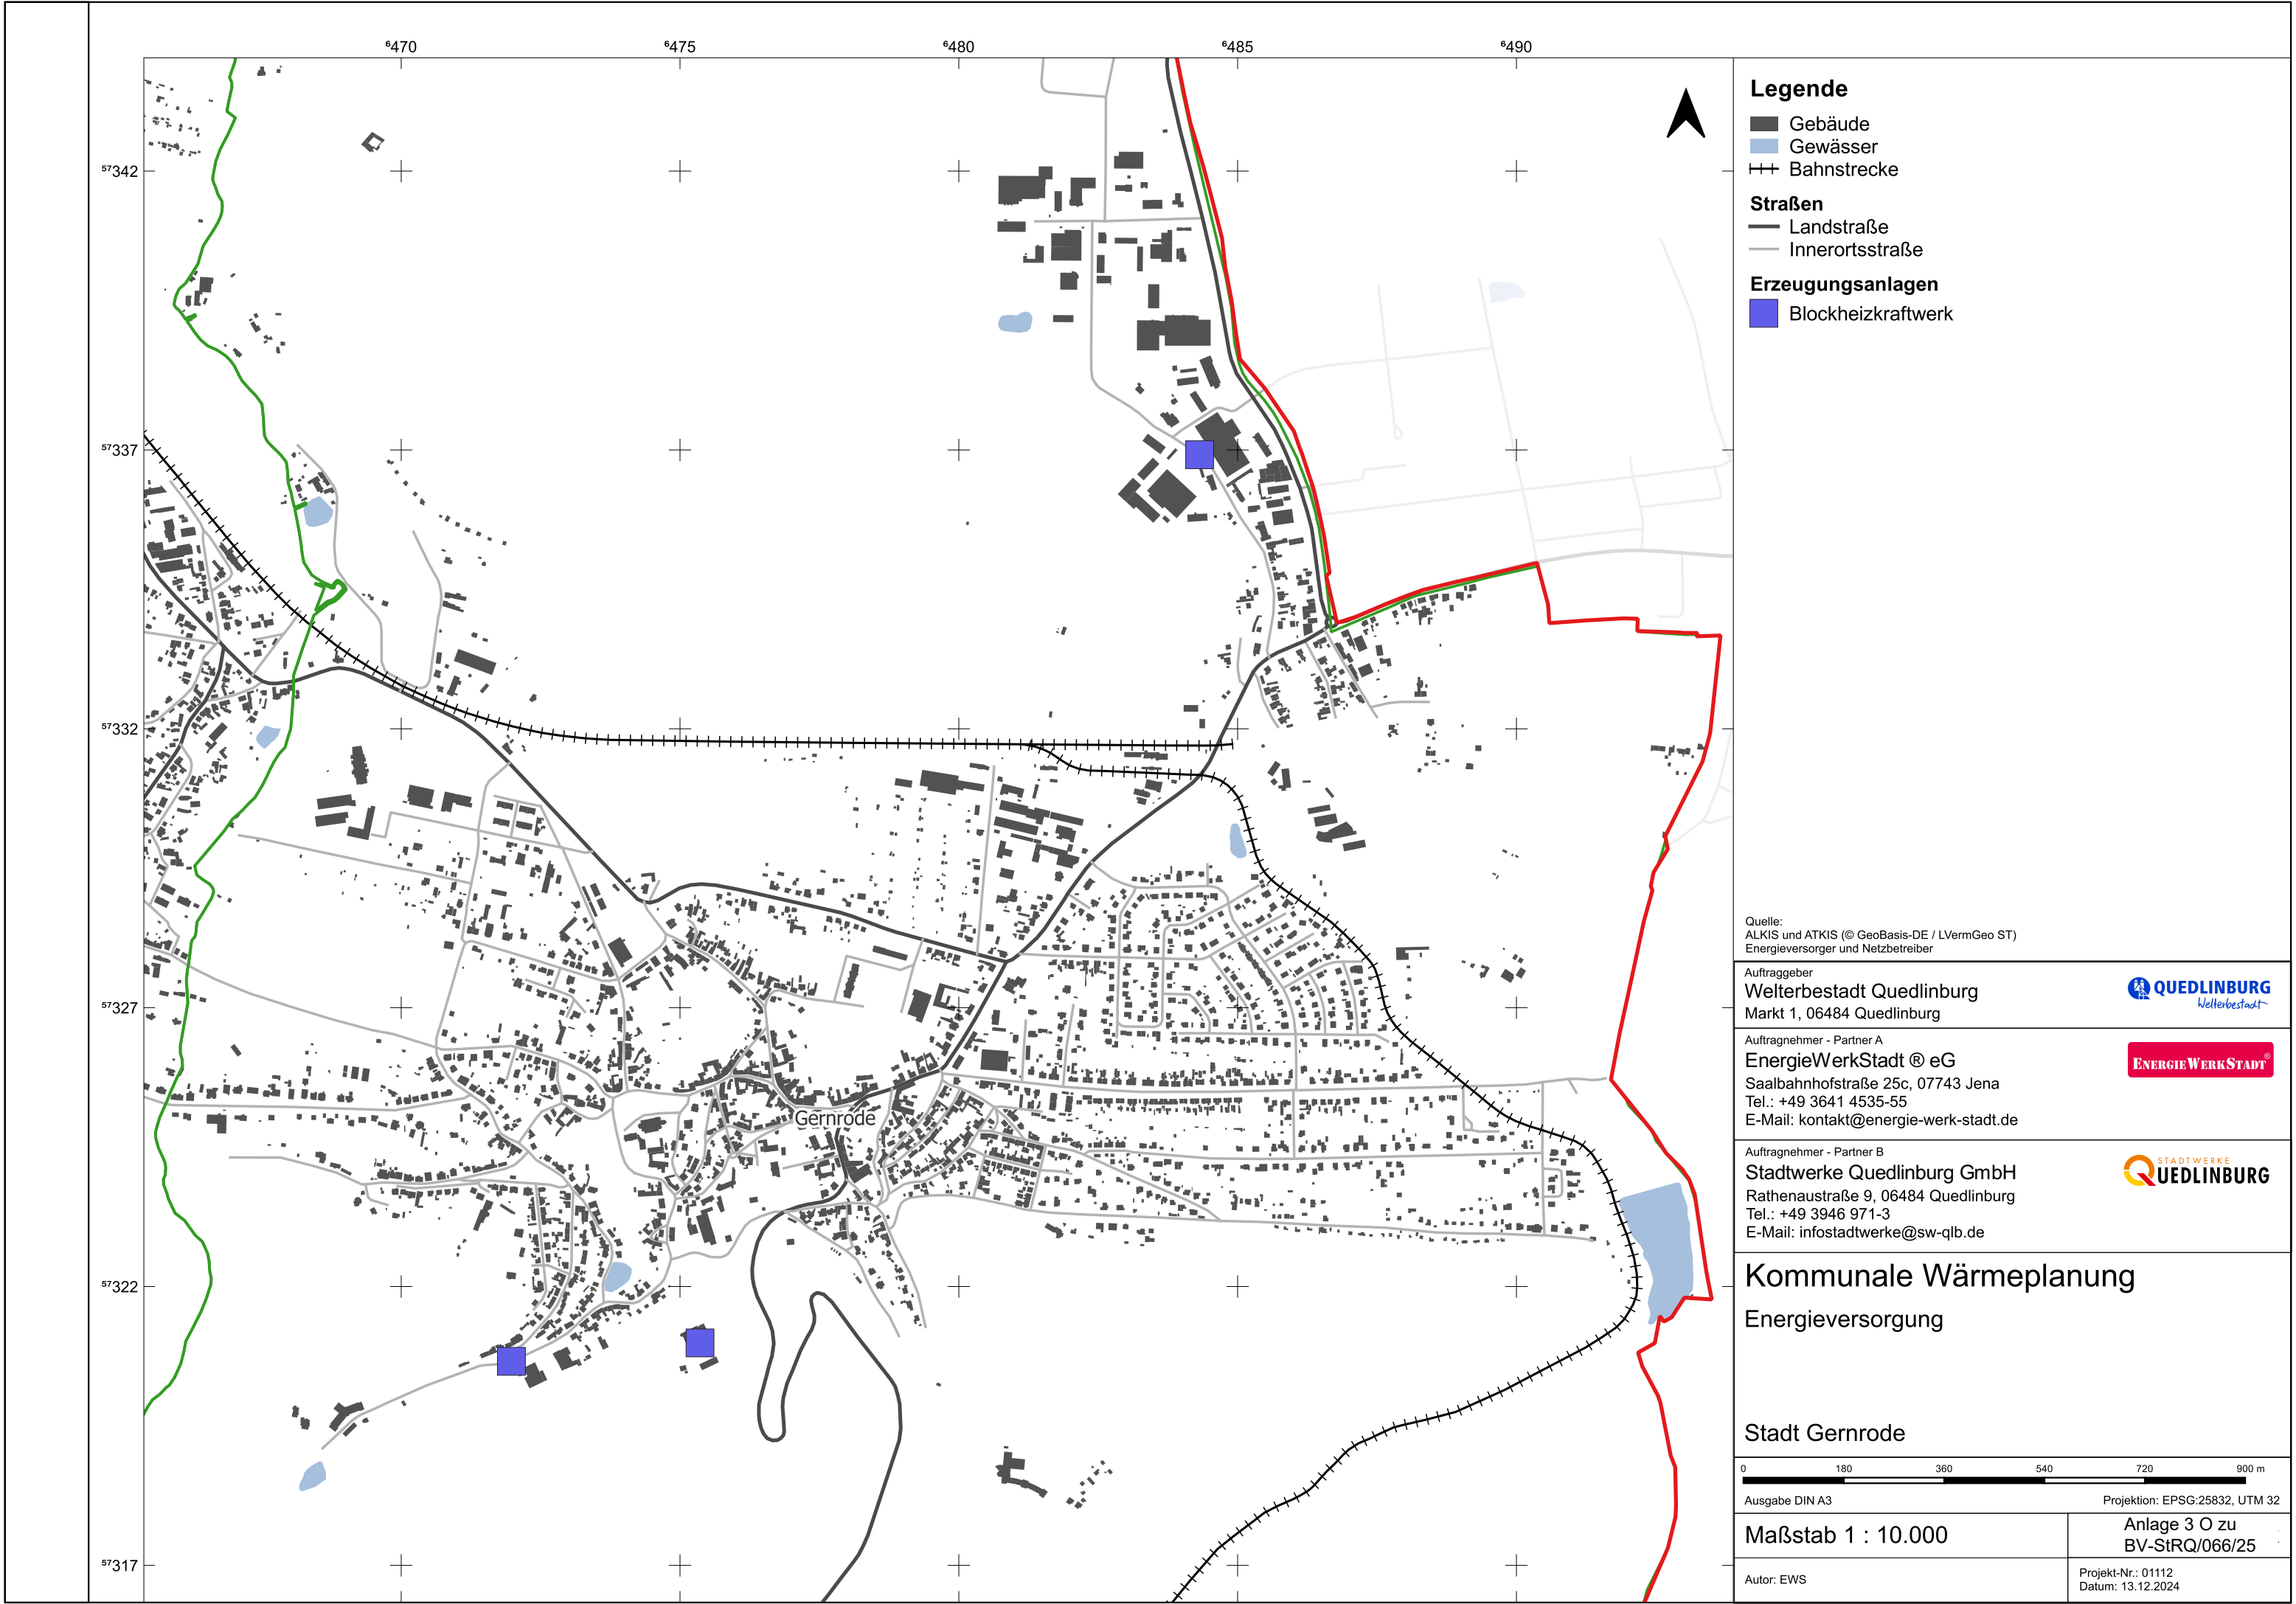 ⁶470 ⁶475 ⁶480 ⁶485 ⁶490
⁵⁷342
⁵⁷337
⁵⁷332
⁵⁷327
⁵⁷322
⁵⁷317
Gernrode
Legende
Gebäude
Gewässer
Bahnstrecke
Straßen
Landstraße
Innerortsstraße
Erzeugungsanlagen
Blockheizkraftwerk
Quelle:
ALKIS und ATKIS (© GeoBasis-DE / LVermGeo ST)
Energieversorger und Netzbetreiber
Auftraggeber
Welterbestadt Quedlinburg
Markt 1, 06484 Quedlinburg
QUEDLINBURG
Welterbestadt
Auftragnehmer - Partner A
EnergieWerkStadt ® eG
Saalbahnhofstraße 25c, 07743 Jena
Tel.: +49 3641 4535-55
E-Mail: kontakt@energie-werk-stadt.de
ENERGIEWERKSTADT®
Auftragnehmer - Partner B
Stadtwerke Quedlinburg GmbH
Rathenaustraße 9, 06484 Quedlinburg
Tel.: +49 3946 971-3
E-Mail: infostadtwerke@sw-qlb.de
STADTWERKE
QUEDLINBURG
Kommunale Wärmeplanung
Energieversorgung
Stadt Gernrode
0 180 360 540 720 900 m
Ausgabe DIN A3 Projektion: EPSG:25832, UTM 32
Maßstab 1 : 10.000
Anlage 3 O zu
BV-StRQ/066/25
Autor: EWS
Projekt-Nr.: 01112
Datum: 13.12.2024